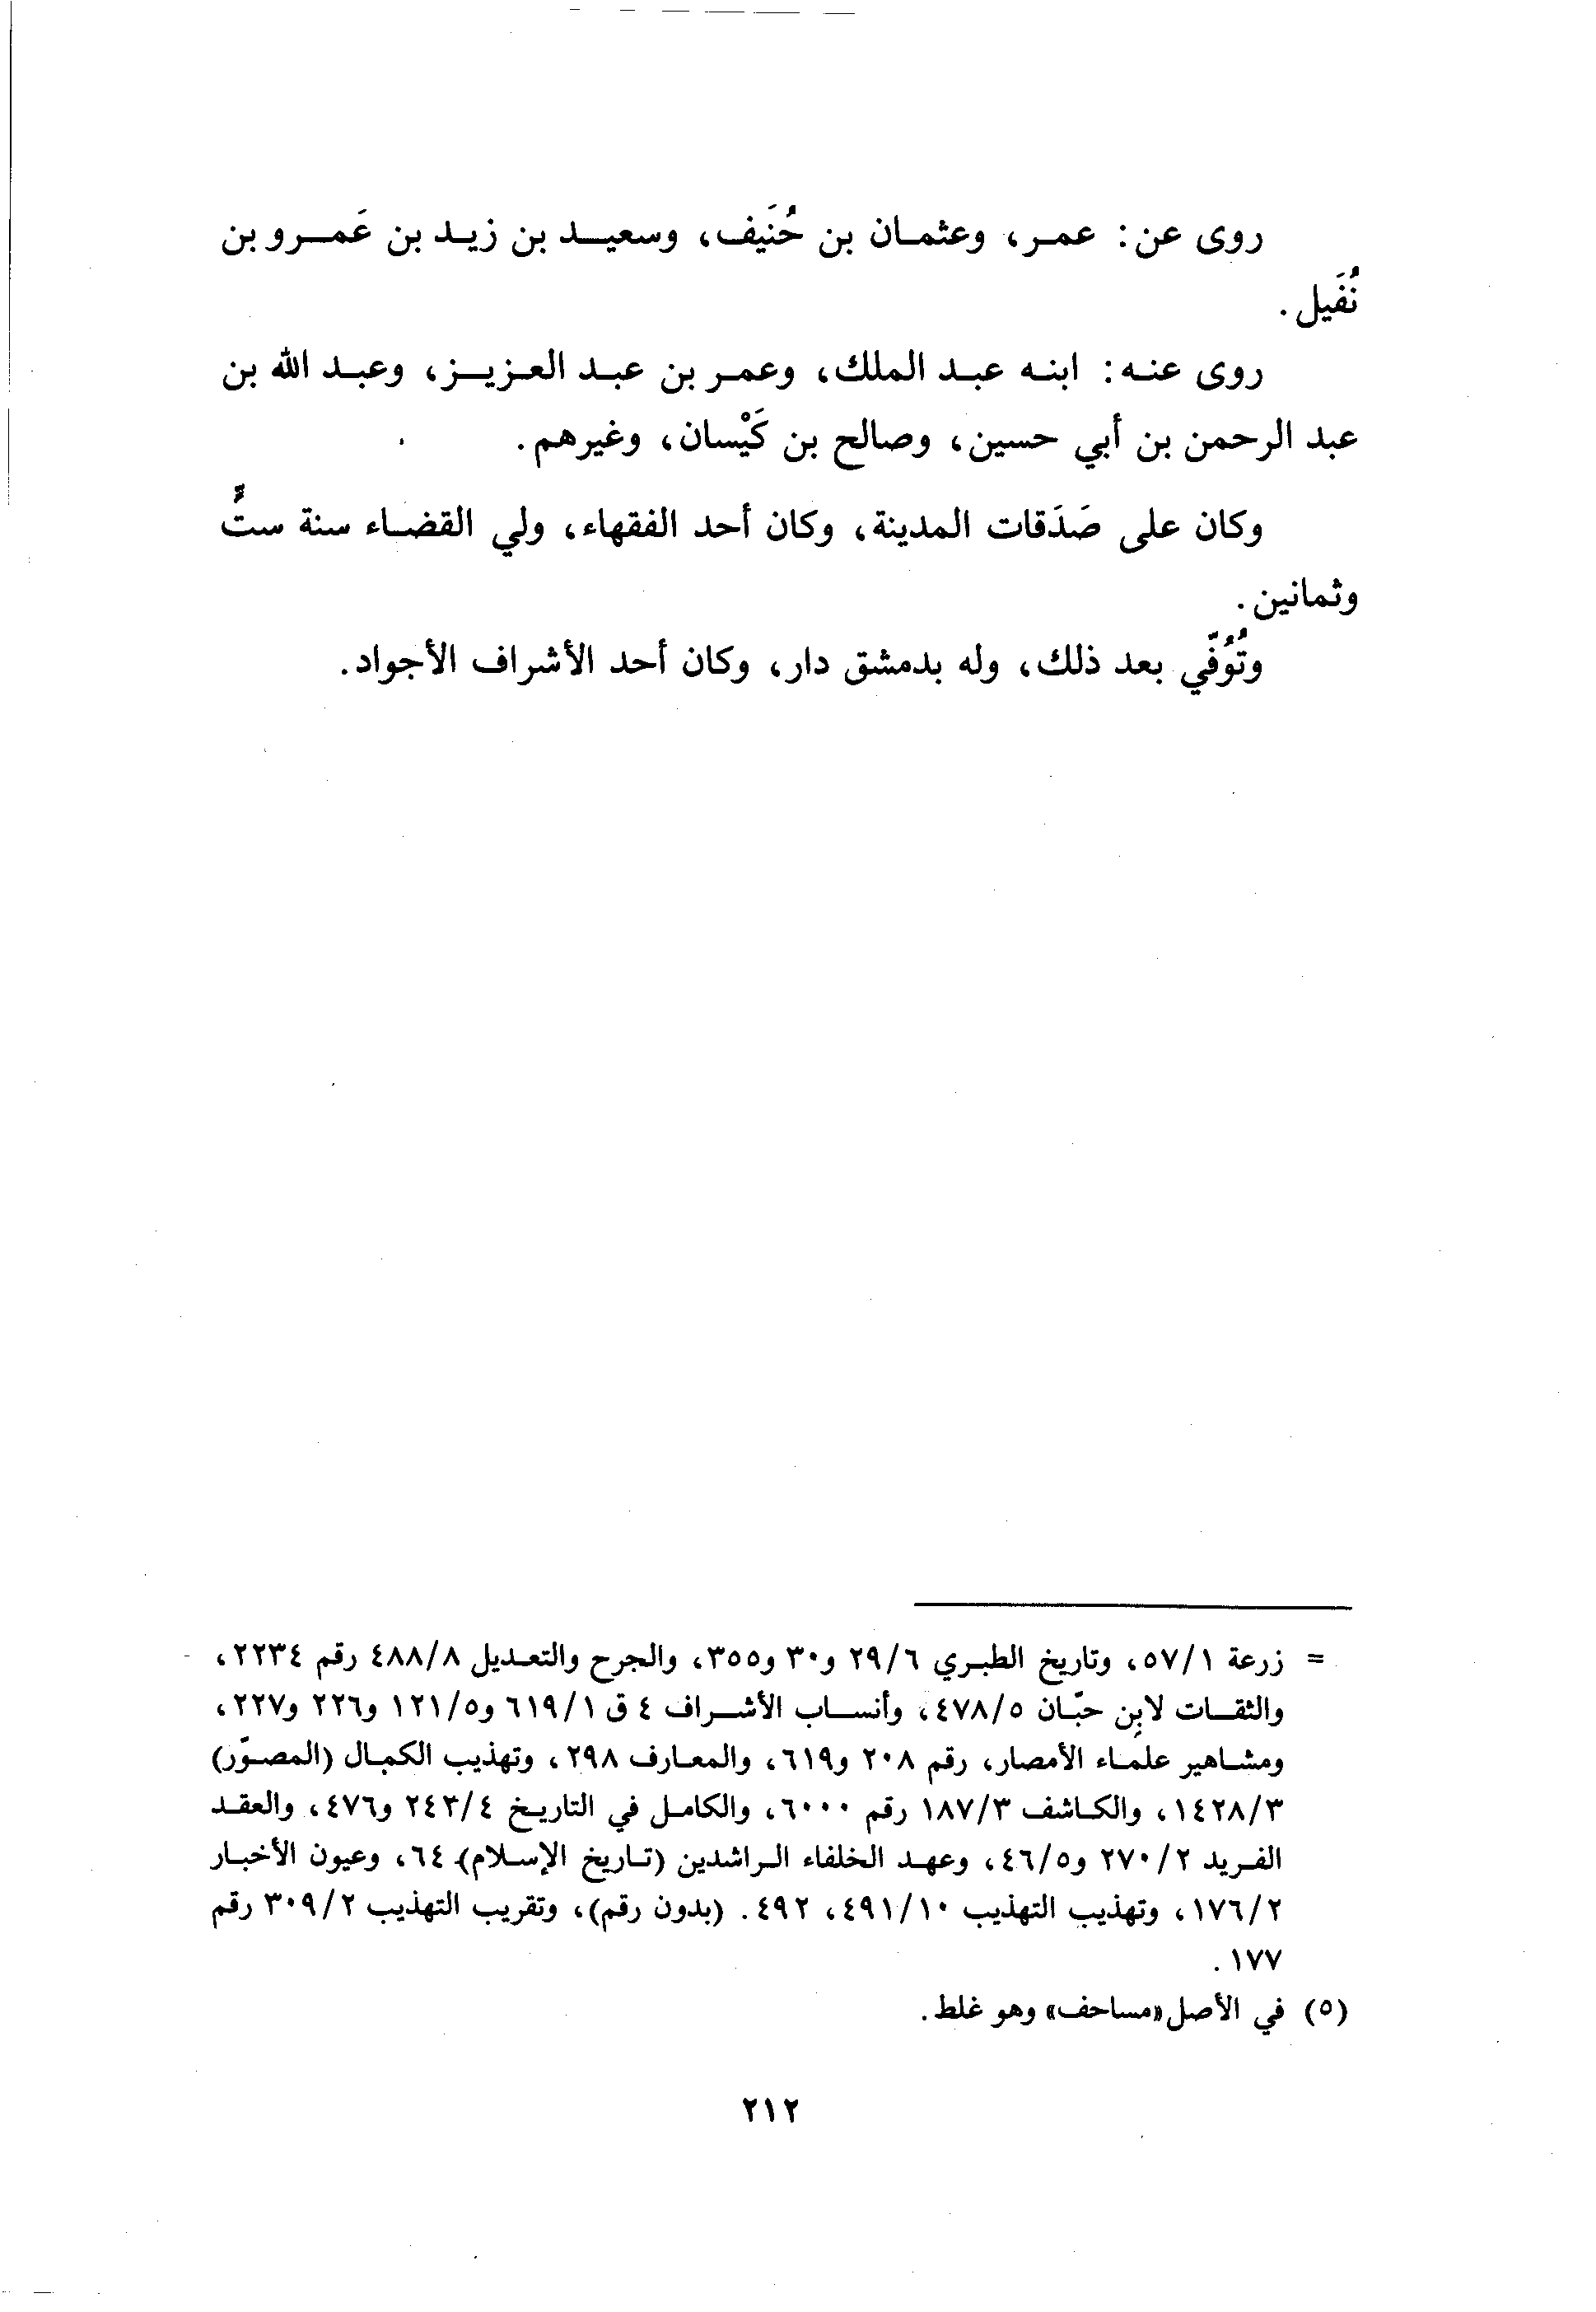 روى عن: عمر، وعثمان بن حُنَيف، وسعيد بن زيد بن عَمرو بن
نُفَيل.
روى عنه: ابنه عبد الملك، وعمر بن عبد العزيز، وعبد الله بن
عبد الرحمن بن أبي حسين، وصالح بن كَيْسان، وغيرهم.
وكان على صَدَقات المدينة، وكان أحد الفقهاء، ولي القضاء سنة ستٍّ
وثمانين.
وتُوُفّي بعد ذلك، وله بدمشق دار، وكان أحد الأشراف الأجواد.
= زرعة ٥٧/١، وتاريخ الطبري ٢٩/٦ و٣٠ و٣٥٥، والجرح والتعديل ٤٨٨/٨ رقم ٢٢٣٤،
والثقات لابن حبّان ٤٧٨/٥، وأنساب الأشراف ٤ ق ٦١٩/١ و١٢١/٥ و٢٢٦ و٢٢٧،
ومشاهير علماء الأمصار، رقم ٢٠٨ و٦١٩، والمعارف ٢٩٨، وتهذيب الكمال (المصوّر)
١٤٢٨/٣، والكاشف ١٨٧/٣ رقم ٦٠٠٠، والكامل في التاريخ ٢٤٣/٤ و٤٧٦، والعقد
الفريد ٢٧٠/٢ و٤٦/٥، وعهد الخلفاء الراشدين (تاريخ الإسلام) ٦٤، وعيون الأخبار
١٧٦/٢، وتهذيب التهذيب ٤٩١/١٠، ٤٩٢. (بدون رقم)، وتقريب التهذيب ٣٠٩/٢ رقم
١٧٧.
(٥) في الأصل «مساحف» وهو غلط.
٢١٢